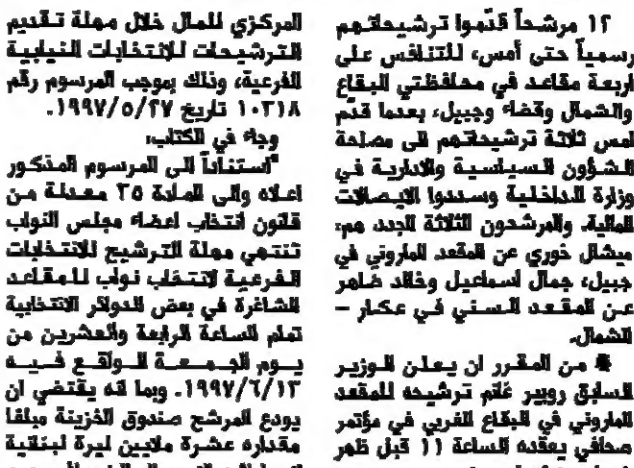 ١٢ مرشحاً قدّموا ترشيحاتهم
رسمياً حتى أمس، للتنافس على
اربعة مقاعد في محافظتي البقاع
والشمال وقضاء وجبيل، بعدما قدّم
امس ثلاثة ترشيحاتهم الى مصلحة
الشؤون السياسية والادارية في
وزارة الداخلية وسددوا الايصالات
المالية. والمرشحون الثلاثة الجدد هم:
ميشال خوري عن المقعد الماروني في
جبيل، جمال اسماعيل وخالد ضاهر
عن المقعد السني في عكار –
الشمال.
من المقرر ان يعلن الوزير
السابق روبير غانم ترشيحه للمقعد
الماروني في البقاع الغربي في مؤتمر
صحافي يعقده الساعة ١١ قبل ظهر
المركزي للمال خلال مهلة تقديم
الترشيحات للانتخابات النيابية
الفرعية، وذلك بموجب المرسوم رقم
١٠٣١٨ تاريخ ١٩٩٧/٥/٢٧.
وجاء في الكتاب:
"استناداً الى المرسوم المذكور
اعلاه والى المادة ٣٥ معدلة من
قانون انتخاب اعضاء مجلس النواب
تنتهي مهلة الترشيح للانتخابات
الفرعية لانتخاب نواب للمقاعد
الشاغرة في بعض الدوائر الانتخابية
تمام الساعة الرابعة والعشرين من
يوم الجمعة الواقع فيه
١٩٩٧/٦/١٣. وبما انه يقتضي ان
يودع المرشح صندوق الخزينة مبلغا
مقداره عشرة ملايين ليرة لبنانية